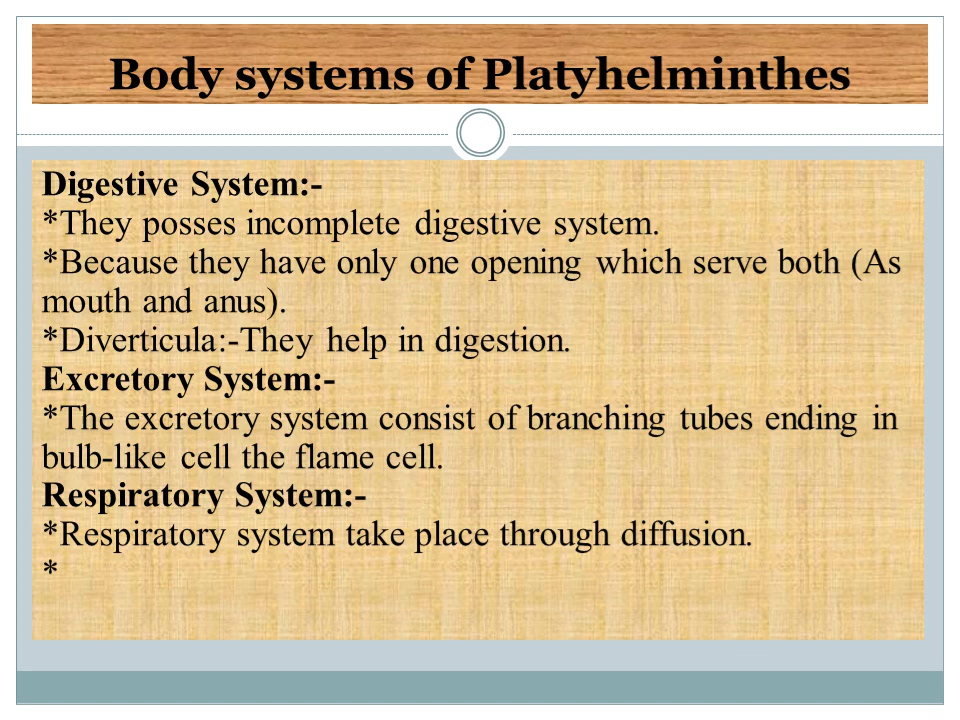 Body systems of Platyhelminthes
Digestive System:-
*They posses incomplete digestive system.
*Because they have only one opening which serve both (As
mouth and anus).
*Diverticula:-They help in digestion.
Excretory System:-
*The excretory system consist of branching tubes ending in
bulb-like cell the flame cell.
Respiratory System:-
*Respiratory system take place through diffusion.
*